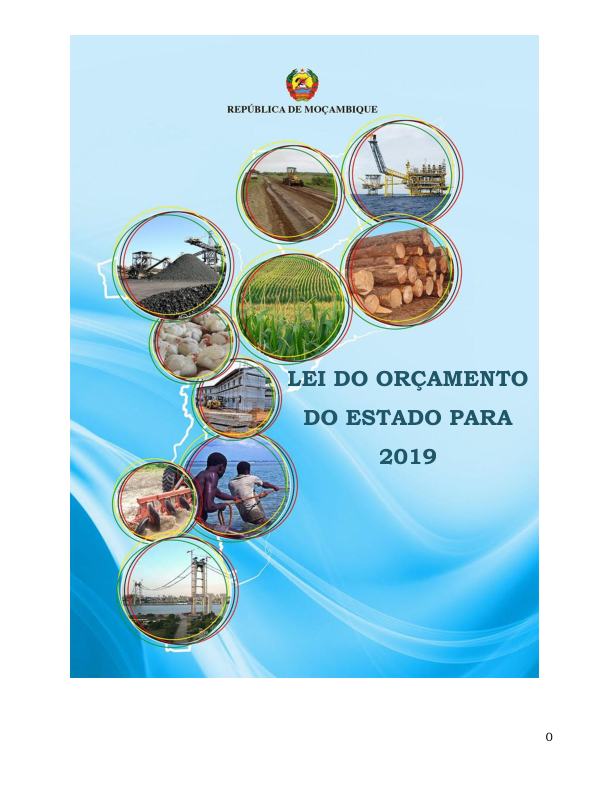 REPÚBLICA DE MOÇAMBIQUE
LEI DO ORÇAMENTO
DO ESTADO PARA
2019
0